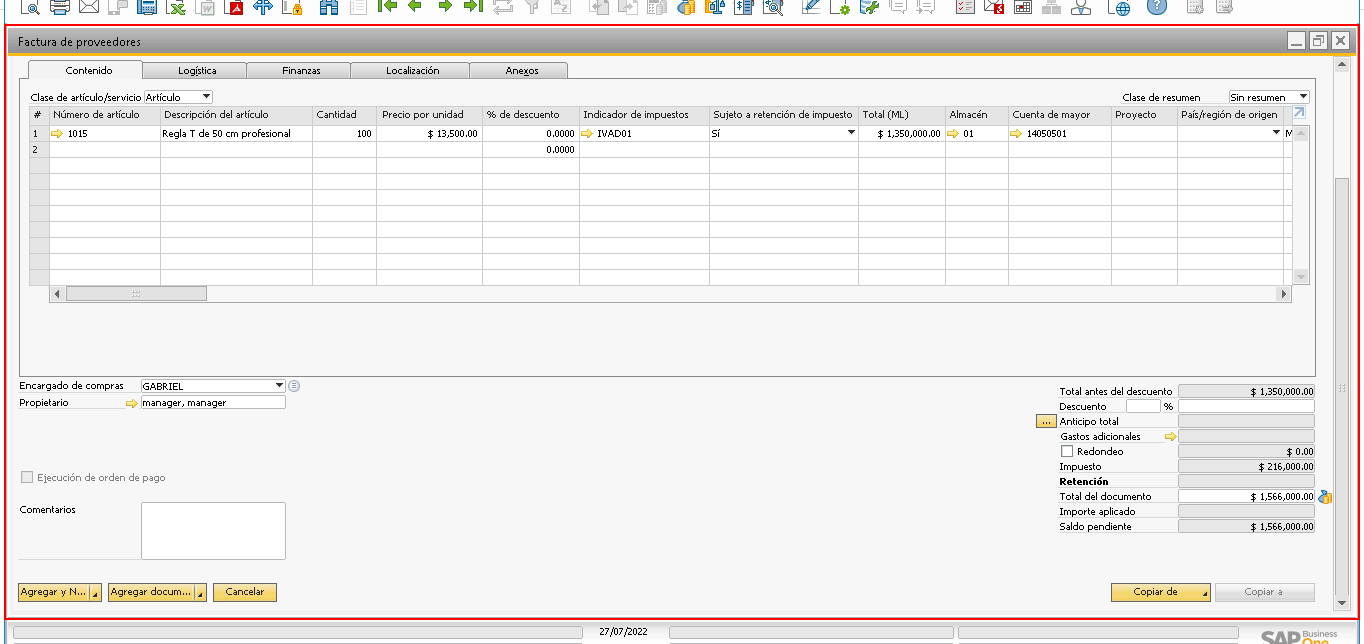 Factura de proveedores
Contenido Logística Finanzas Localización Anexos
Clase de artículo/servicio Artículo Clase de resumen Sin resumen
# Número de artículo Descripción del artículo Cantidad Precio por unidad % de descuento Indicador de impuestos Sujeto a retención de impuesto Total (ML) Almacén Cuenta de mayor Proyecto País/región de origen
1 1015 Regla T de 50 cm profesional 100 $ 13,500.00 0.0000 IVAD01 Sí $ 1,350,000.00 01 14050501 M
2 0.0000
Encargado de compras GABRIEL
Propietario manager, manager
Total antes del descuento $ 1,350,000.00
Descuento %
... Anticipo total
Gastos adicionales
Redondeo $ 0.00
Impuesto $ 216,000.00
Retención
Total del documento $ 1,566,000.00
Importe aplicado
Saldo pendiente $ 1,566,000.00
Ejecución de orden de pago
Comentarios
Agregar y N... Agregar docum... Cancelar Copiar de Copiar a
27/07/2022
SAP Business One